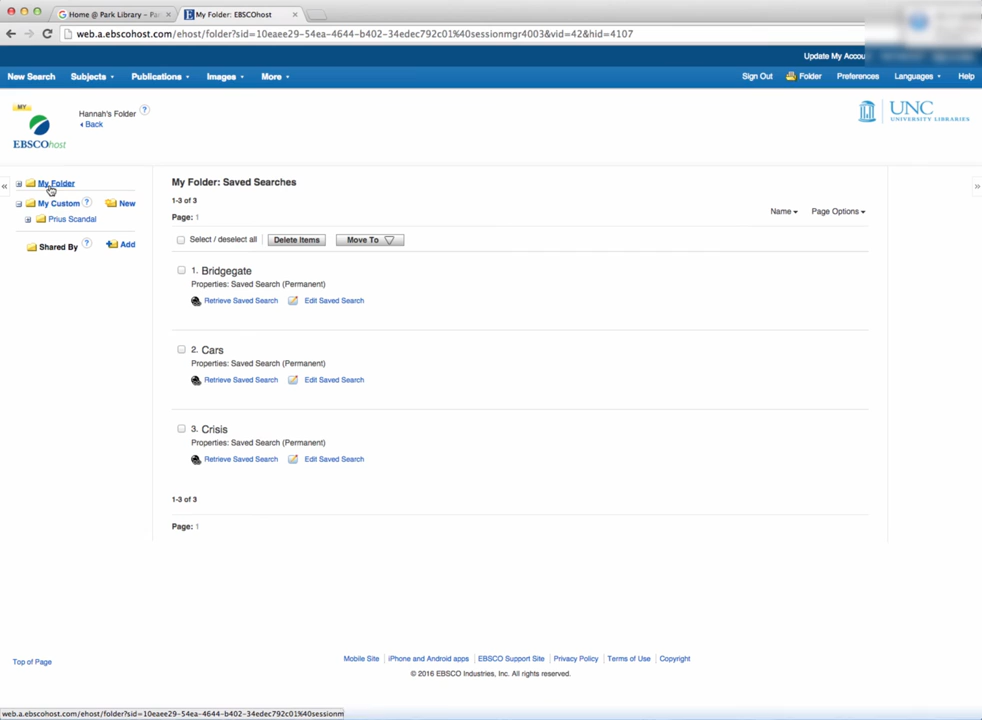 Home @ Park Library – Pa
My Folder: EBSCOhost
web.a.ebscohost.com/ehost/folder?sid=10eaee29-54ea-4644-b402-34edec792c01%40sessionmgr4003&vid=42&hid=4107
Update My Accou
New Search Subjects Publications Images More Sign Out Folder Preferences Languages Help
MY
EBSCOhost
Hannah's Folder ?
Back
UNC
UNIVERSITY LIBRARIES
« My Folder
My Custom ? New
Prius Scandal
Shared By ? Add
My Folder: Saved Searches
»
1-3 of 3
Page: 1
Name Page Options
Select / deselect all Delete Items Move To
1. Bridgegate
Properties: Saved Search (Permanent)
Retrieve Saved Search Edit Saved Search
2. Cars
Properties: Saved Search (Permanent)
Retrieve Saved Search Edit Saved Search
3. Crisis
Properties: Saved Search (Permanent)
Retrieve Saved Search Edit Saved Search
1-3 of 3
Page: 1
Top of Page
Mobile Site iPhone and Android apps EBSCO Support Site Privacy Policy Terms of Use Copyright
© 2016 EBSCO Industries, Inc. All rights reserved.
web.a.ebscohost.com/ehost/folder?sid=10eaee29-54ea-4644-b402-34edec792c01%40sessionm